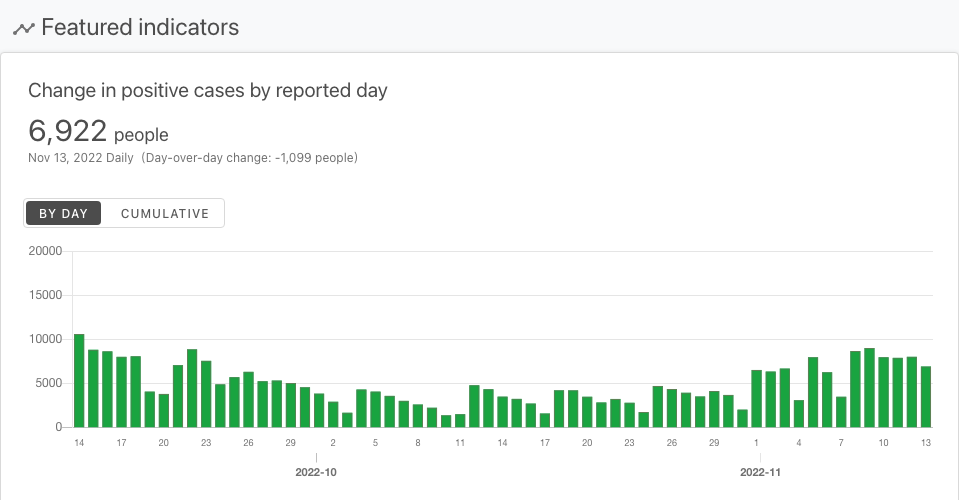 Featured indicators
Change in positive cases by reported day
6,922 people
Nov 13, 2022 Daily (Day-over-day change: -1,099 people)
BY DAY CUMULATIVE
20000
15000
10000
5000
0
14 17 20 23 26 29 2 5 8 11 14 17 20 23 26 29 1 4 7 10 13
2022-10 2022-11